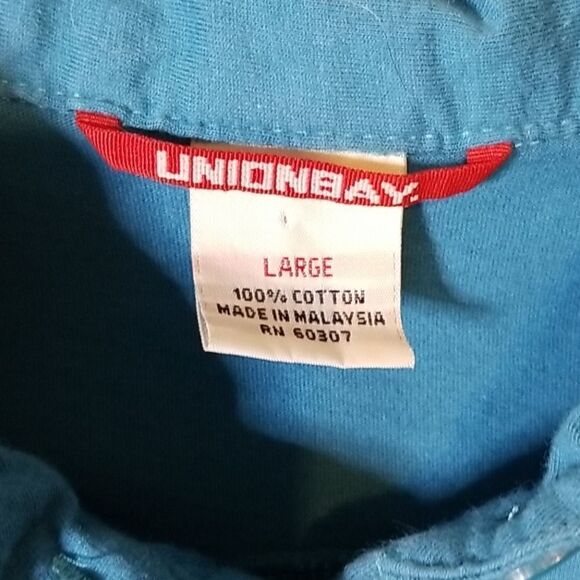 UNIONBAY.
LARGE
100% COTTON
MADE IN MALAYSIA
RN 60307